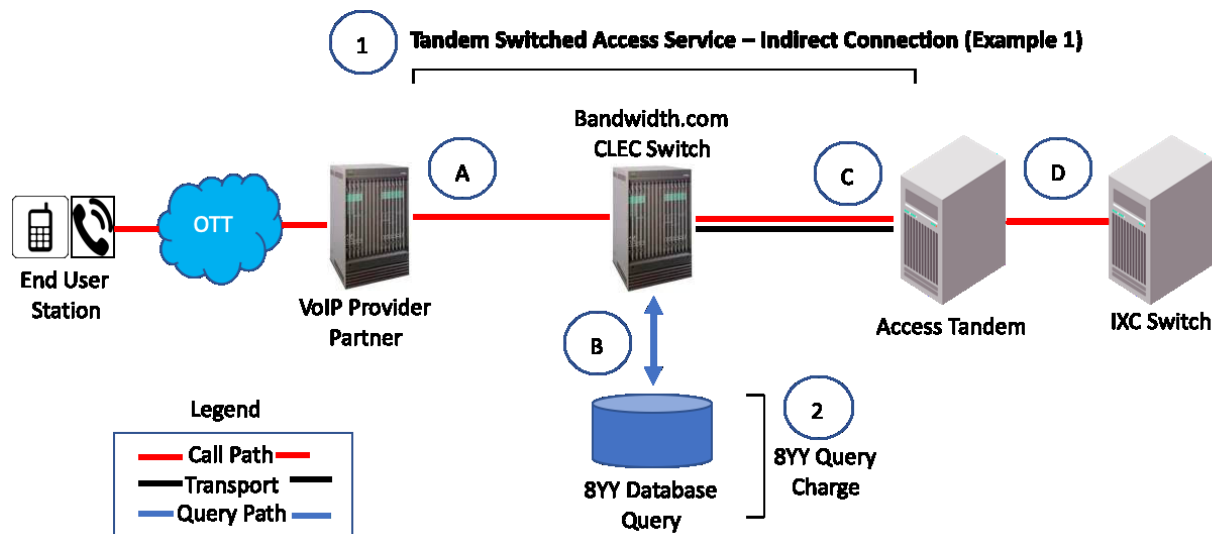 1
Tandem Switched Access Service – Indirect Connection (Example 1)
Bandwidth.com
CLEC Switch
A
C
D
OTT
End User
Station
VoIP Provider
Partner
Access Tandem
IXC Switch
B
2
Legend
Call Path
Transport
Query Path
8YY Database
Query
8YY Query
Charge